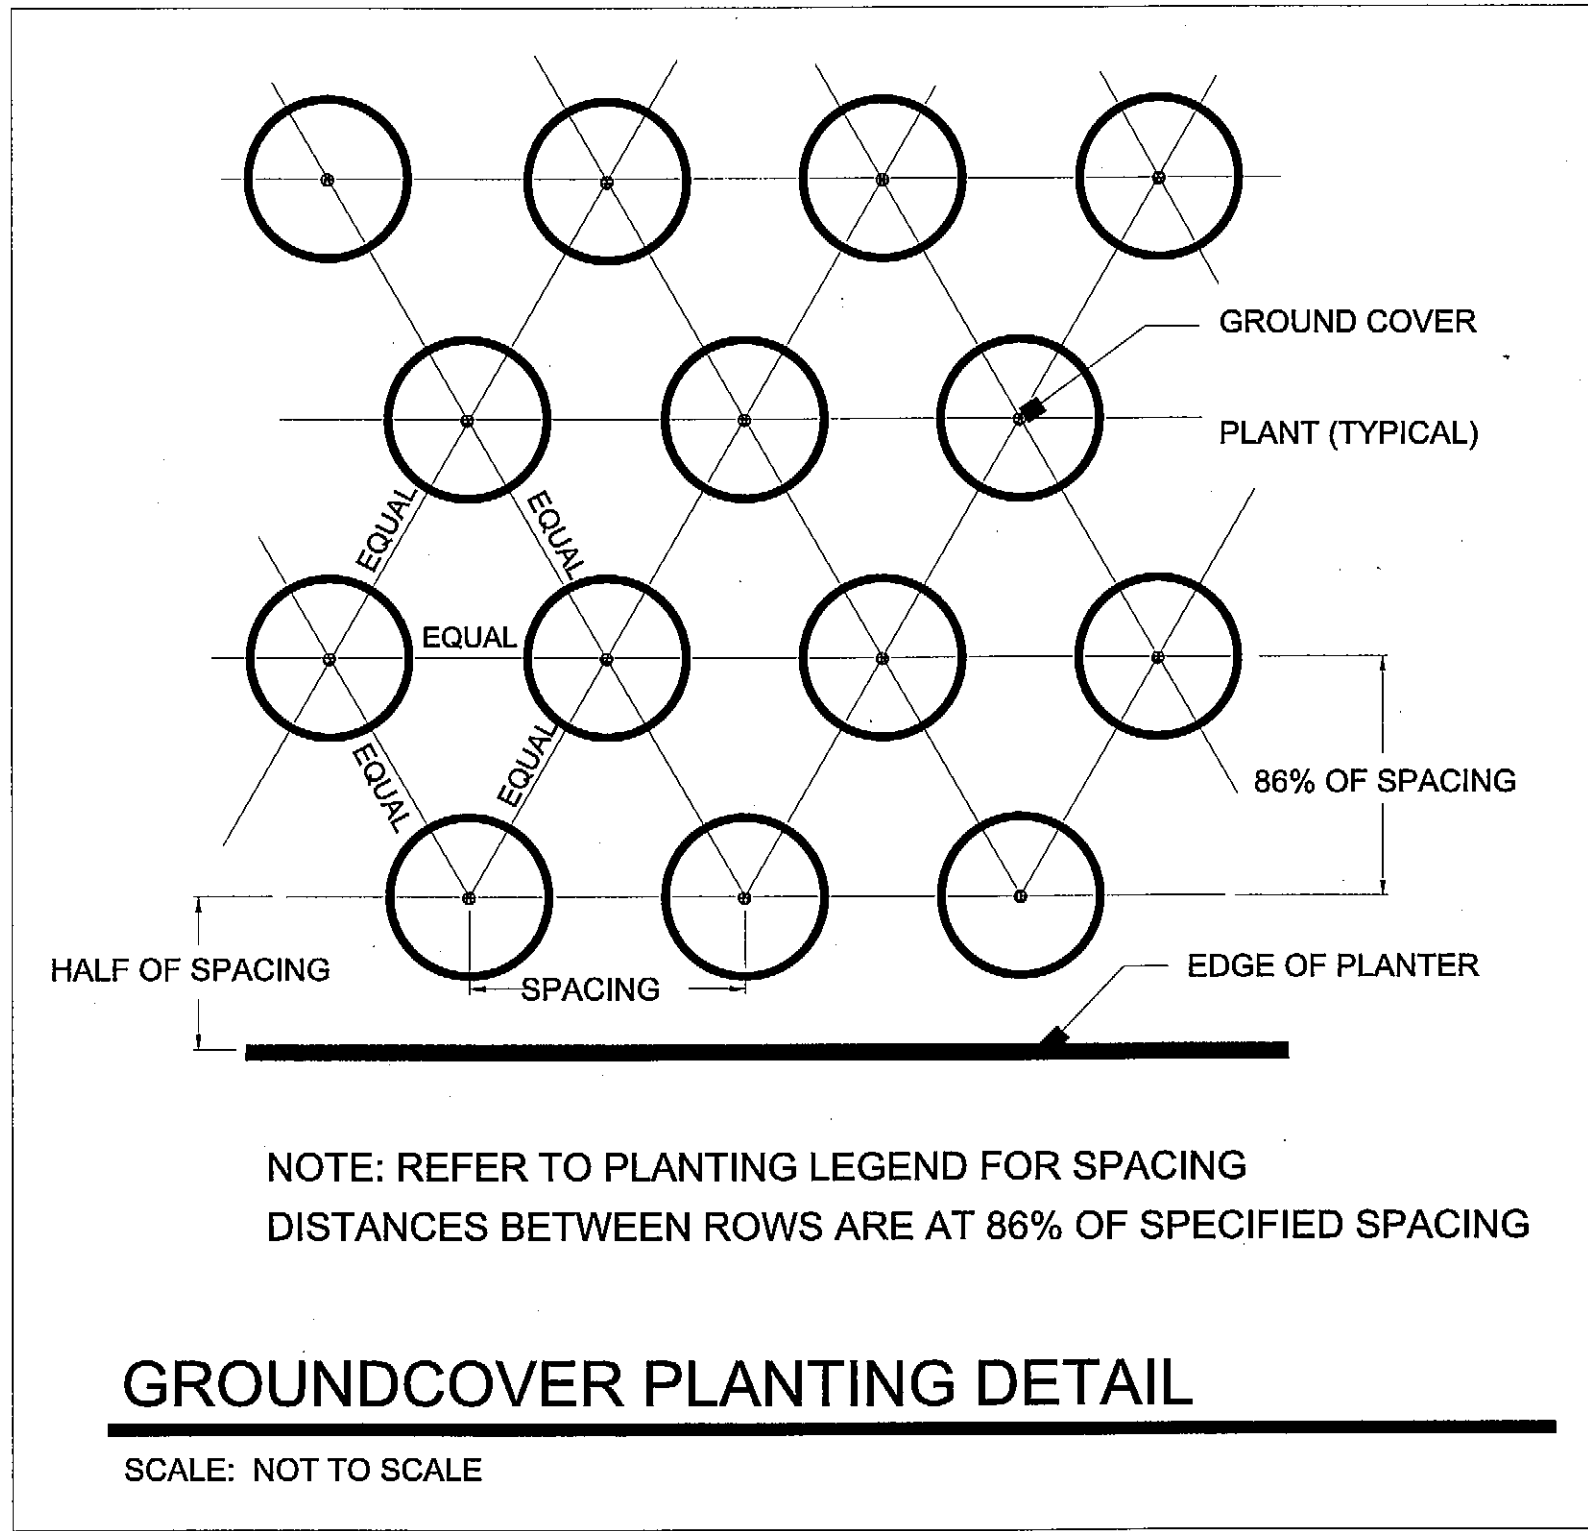 GROUND COVER
PLANT (TYPICAL)
EQUAL
EQUAL
EQUAL
EQUAL
EQUAL
86% OF SPACING
HALF OF SPACING
SPACING
EDGE OF PLANTER
NOTE: REFER TO PLANTING LEGEND FOR SPACING
DISTANCES BETWEEN ROWS ARE AT 86% OF SPECIFIED SPACING
GROUNDCOVER PLANTING DETAIL
SCALE: NOT TO SCALE